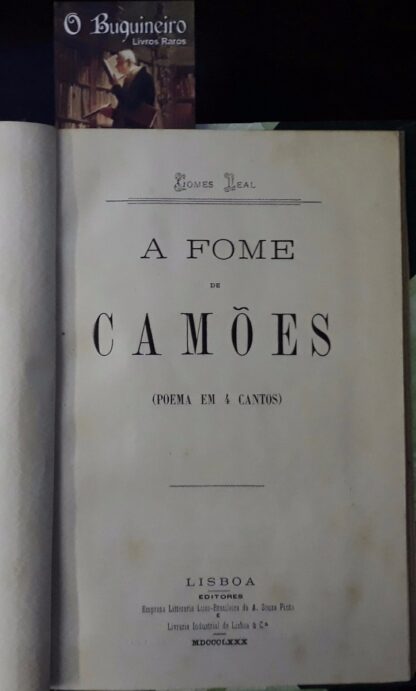 O Buquineiro
Livros Raros
GOMES LEAL
A FOME
DE
CAMÕES
(POEMA EM 4 CANTOS)
LISBOA
EDITORES
Empreza Litteraria Luso-Brasileira de A. Souza Pinto
E
Livraria Industrial de Lisboa & C.ª
MDCCCLXXX